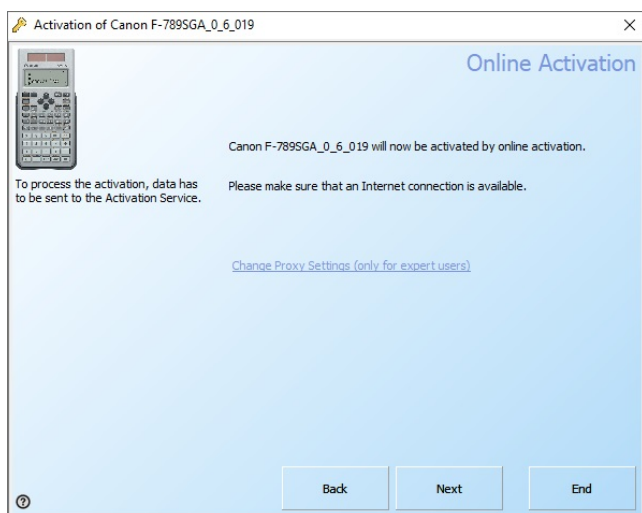 Activation of Canon F-789SGA_0_6_019
Online Activation
Canon F-789SGA_0_6_019 will now be activated by online activation.
To process the activation, data has
to be sent to the Activation Service.
Please make sure that an Internet connection is available.
Change Proxy Settings (only for expert users)
Back
Next
End